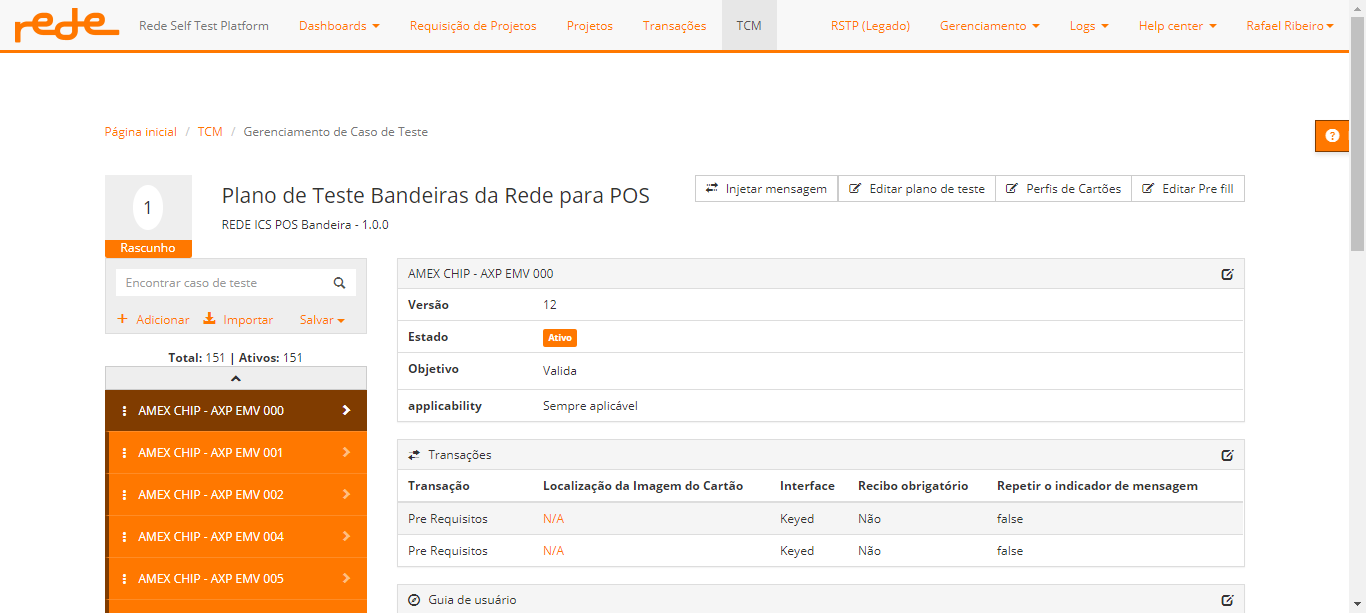 rede Rede Self Test Platform Dashboards Requisição de Projetos Projetos Transações TCM RSTP (Legado) Gerenciamento Logs Help center Rafael Ribeiro
Página inicial / TCM / Gerenciamento de Caso de Teste
?
1
Rascunho
Plano de Teste Bandeiras da Rede para POS
REDE ICS POS Bandeira - 1.0.0
Injetar mensagem Editar plano de teste Perfis de Cartões Editar Pre fill
Encontrar caso de teste
+ Adicionar Importar Salvar
Total: 151 | Ativos: 151
AMEX CHIP - AXP EMV 000
AMEX CHIP - AXP EMV 001
AMEX CHIP - AXP EMV 002
AMEX CHIP - AXP EMV 004
AMEX CHIP - AXP EMV 005
AMEX CHIP - AXP EMV 000
Versão 12
Estado Ativo
Objetivo Valida
applicability Sempre aplicável
Transações
Transação Localização da Imagem do Cartão Interface Recibo obrigatório Repetir o indicador de mensagem
Pre Requisitos N/A Keyed Não false
Pre Requisitos N/A Keyed Não false
Guia de usuário